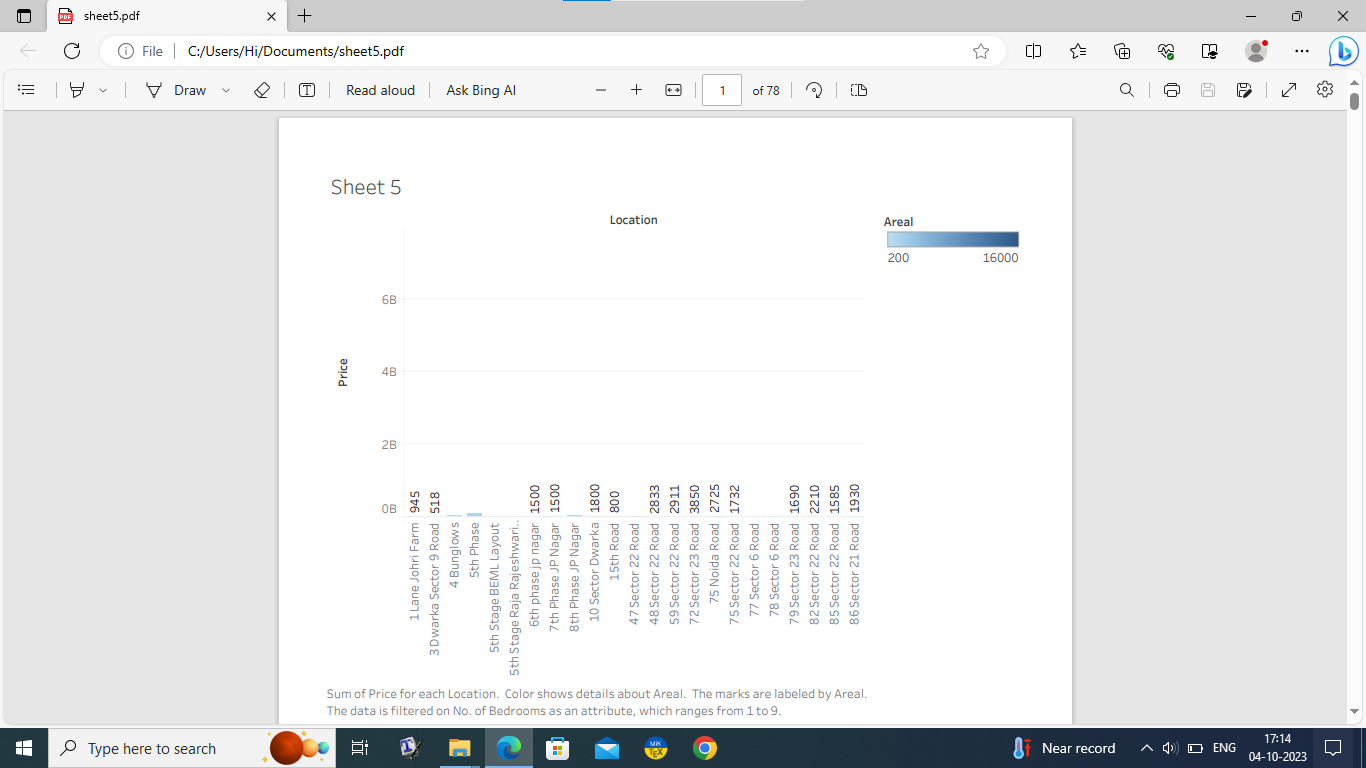 sheet5.pdf
File
C:/Users/Hi/Documents/sheet5.pdf
Draw
Read aloud
Ask Bing AI
1
of 78
Sheet 5
Location
Areal
200
16000
6B
4B
2B
0B
Price
945
518
1500
1500
1800
800
2833
2911
3850
2725
1732
1690
2210
1585
1930
1 Lane Johri Farm
3 Dwarka Sector 9 Road
4 Bunglows
5th Phase
5th Stage BEML Layout
5th Stage Raja Rajeshwari..
6th phase jp nagar
7th Phase JP Nagar
8th Phase JP Nagar
10 Sector Dwarka
15th Road
47 Sector 22 Road
48 Sector 22 Road
59 Sector 22 Road
72 Sector 23 Road
75 Noida Road
75 Sector 22 Road
77 Sector 6 Road
78 Sector 6 Road
79 Sector 23 Road
82 Sector 22 Road
85 Sector 22 Road
86 Sector 21 Road
Sum of Price for each Location.  Color shows details about Areal.  The marks are labeled by Areal.
The data is filtered on No. of Bedrooms as an attribute, which ranges from 1 to 9.
Type here to search
Near record
ENG
17:14
04-10-2023